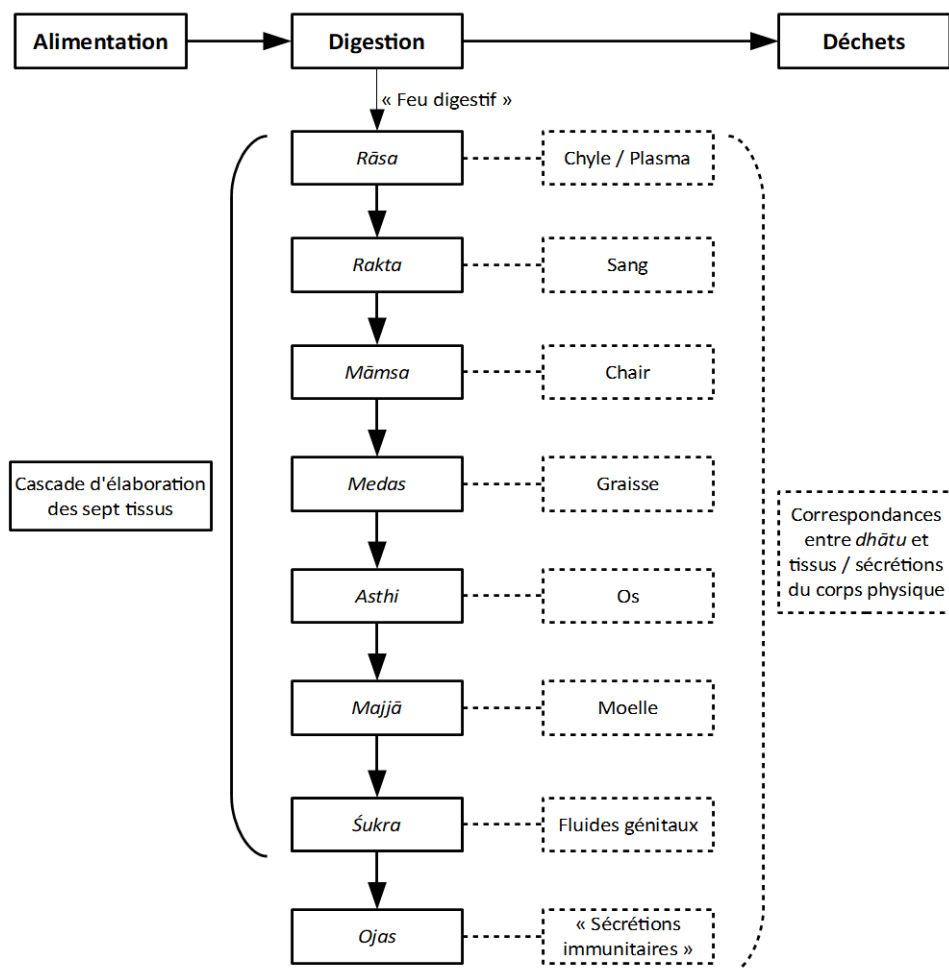 Alimentation
Digestion
Déchets
« Feu digestif »
Rāsa
Chyle / Plasma
Rakta
Sang
Māmsa
Chair
Cascade d'élaboration
des sept tissus
Medas
Graisse
Correspondances
entre dhātu et
tissus / sécrétions
du corps physique
Asthi
Os
Majjā
Moelle
Śukra
Fluides génitaux
Ojas
« Sécrétions
immunitaires »